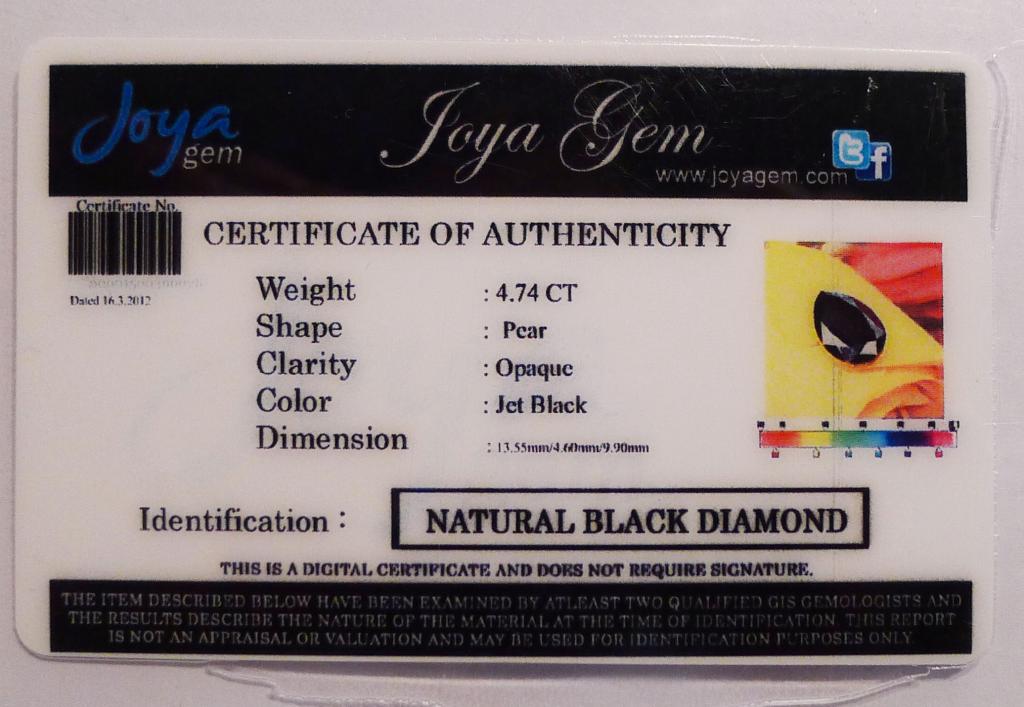 Joya gem
Joya Gem
www.joyagem.com
Certificate No.
CERTIFICATE OF AUTHENTICITY
Dated 16.3.2012
Weight : 4.74 CT
Shape : Pear
Clarity : Opaque
Color : Jet Black
Dimension : 13.55mm/4.60mm/9.90mm
Identification : NATURAL BLACK DIAMOND
THIS IS A DIGITAL CERTIFICATE AND DOES NOT REQUIRE SIGNATURE.
THE ITEM DESCRIBED BELOW HAVE BEEN EXAMINED BY ATLEAST TWO QUALIFIED GIS GEMOLOGISTS AND
THE RESULTS DESCRIBE THE NATURE OF THE MATERIAL AT THE TIME OF IDENTIFICATION. THIS REPORT
IS NOT AN APPRAISAL OR VALUATION AND MAY BE USED FOR IDENTIFICATION PURPOSES ONLY.